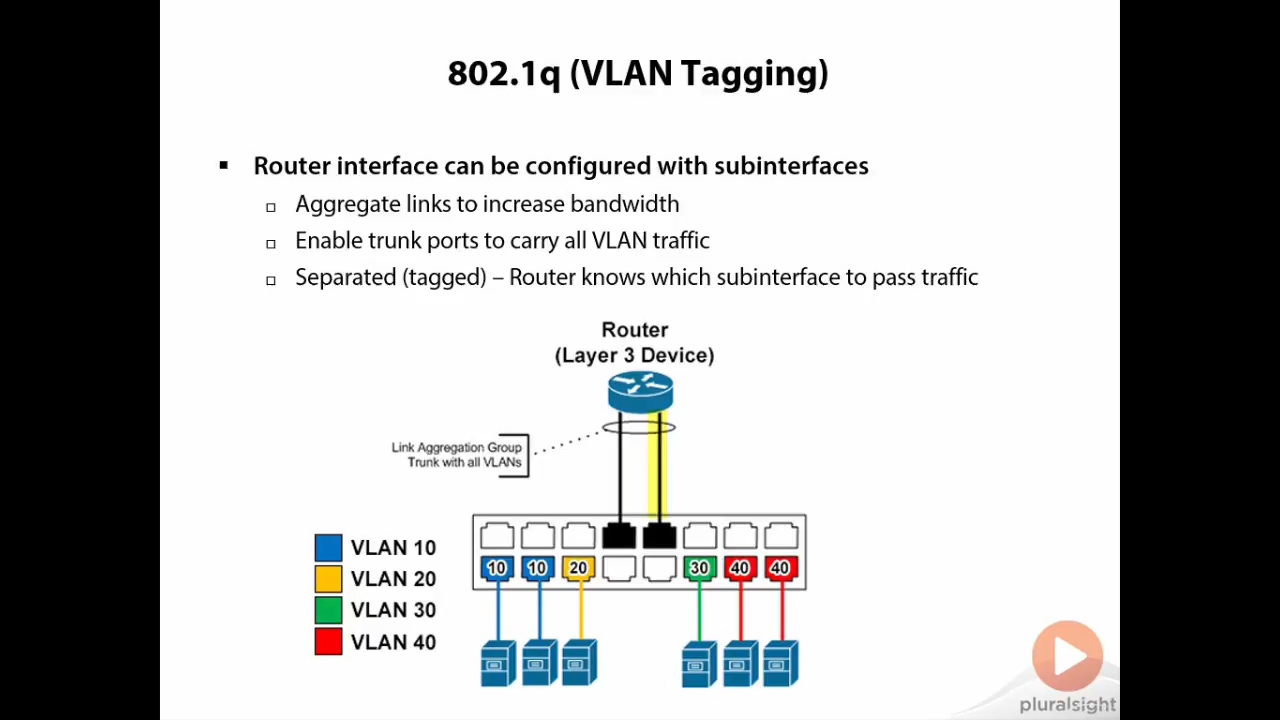 802.1q (VLAN Tagging)
Router interface can be configured with subinterfaces
Aggregate links to increase bandwidth
Enable trunk ports to carry all VLAN traffic
Separated (tagged) – Router knows which subinterface to pass traffic
Router
(Layer 3 Device)
Link Aggregation Group
Trunk with all VLANs
VLAN 10
VLAN 20
VLAN 30
VLAN 40
10 10 20 30 40 40
pluralsight